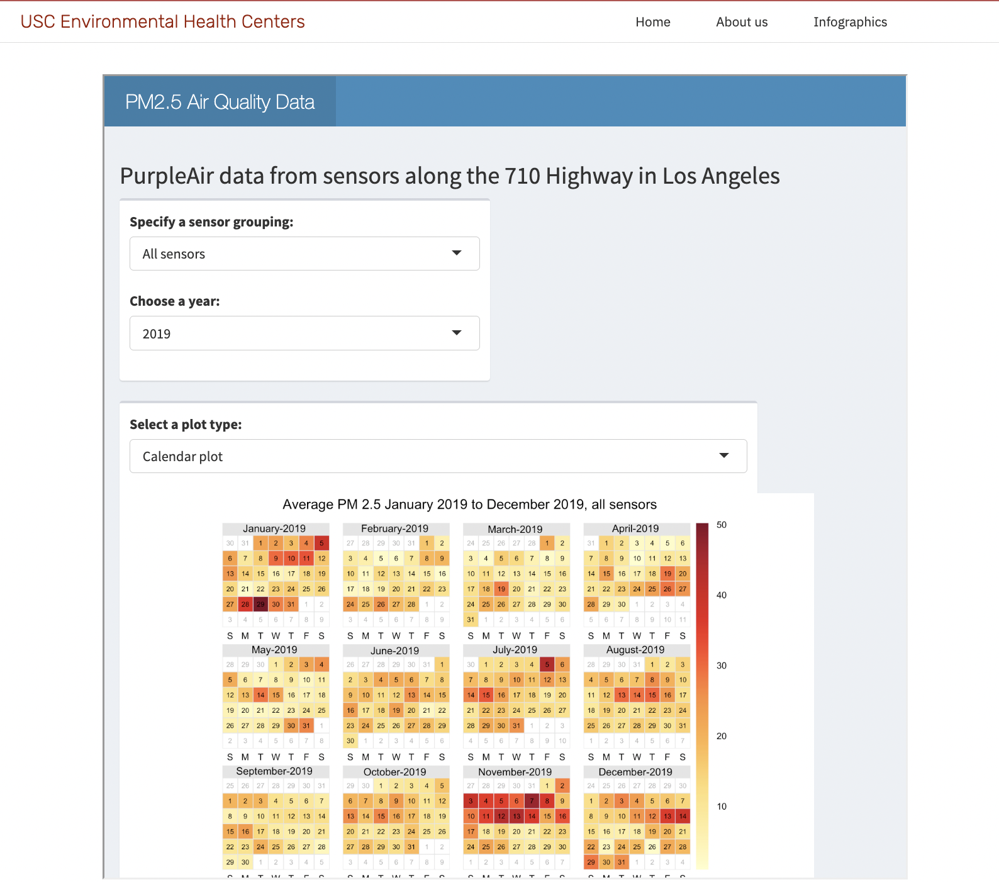 USC Environmental Health Centers
Home About us Infographics
PM2.5 Air Quality Data
PurpleAir data from sensors along the 710 Highway in Los Angeles
Specify a sensor grouping:
All sensors
Choose a year:
2019
Select a plot type:
Calendar plot
Average PM 2.5 January 2019 to December 2019, all sensors
January-2019 February-2019 March-2019 April-2019 50
30 31 1 2 3 4 5 27 28 29 30 31 1 2 24 25 26 27 28 1 2 31 1 2 3 4 5 6
6 7 8 9 10 11 12 3 4 5 6 7 8 9 3 4 5 6 7 8 9 7 8 9 10 11 12 13
13 14 15 16 17 18 19 10 11 12 13 14 15 16 10 11 12 13 14 15 16 14 15 16 17 18 19 20
20 21 22 23 24 25 26 17 18 19 20 21 22 23 17 18 19 20 21 22 23 21 22 23 24 25 26 27 40
27 28 29 30 31 1 2 24 25 26 27 28 1 2 24 25 26 27 28 29 30 28 29 30 1 2 3 4
3 4 5 6 7 8 9 3 4 5 6 7 8 9 31 1 2 3 4 5 6 5 6 7 8 9 10 11
S M T W T F S S M T W T F S S M T W T F S S M T W T F S
May-2019 June-2019 July-2019 August-2019
28 29 30 1 2 3 4 26 27 28 29 30 31 1 30 1 2 3 4 5 6 28 29 30 31 1 2 3 30
5 6 7 8 9 10 11 2 3 4 5 6 7 8 7 8 9 10 11 12 13 4 5 6 7 8 9 10
12 13 14 15 16 17 18 9 10 11 12 13 14 15 14 15 16 17 18 19 20 11 12 13 14 15 16 17
19 20 21 22 23 24 25 16 17 18 19 20 21 22 21 22 23 24 25 26 27 18 19 20 21 22 23 24
26 27 28 29 30 31 1 23 24 25 26 27 28 29 28 29 30 31 1 2 3 25 26 27 28 29 30 31
2 3 4 5 6 7 8 30 1 2 3 4 5 6 4 5 6 7 8 9 10 1 2 3 4 5 6 7 20
S M T W T F S S M T W T F S S M T W T F S S M T W T F S
September-2019 October-2019 November-2019 December-2019
25 26 27 28 29 30 31 29 30 1 2 3 4 5 27 28 29 30 31 1 2 24 25 26 27 28 29 30
1 2 3 4 5 6 7 6 7 8 9 10 11 12 3 4 5 6 7 8 9 1 2 3 4 5 6 7 10
8 9 10 11 12 13 14 13 14 15 16 17 18 19 10 11 12 13 14 15 16 8 9 10 11 12 13 14
15 16 17 18 19 20 21 20 21 22 23 24 25 26 17 18 19 20 21 22 23 15 16 17 18 19 20 21
22 23 24 25 26 27 28 27 28 29 30 31 1 2 24 25 26 27 28 29 30 22 23 24 25 26 27 28
29 30 1 2 3 4 5 3 4 5 6 7 8 9 1 2 3 4 5 6 7 29 30 31 1 2 3 4
S M T W T F S S M T W T F S S M T W T F S S M T W T F S